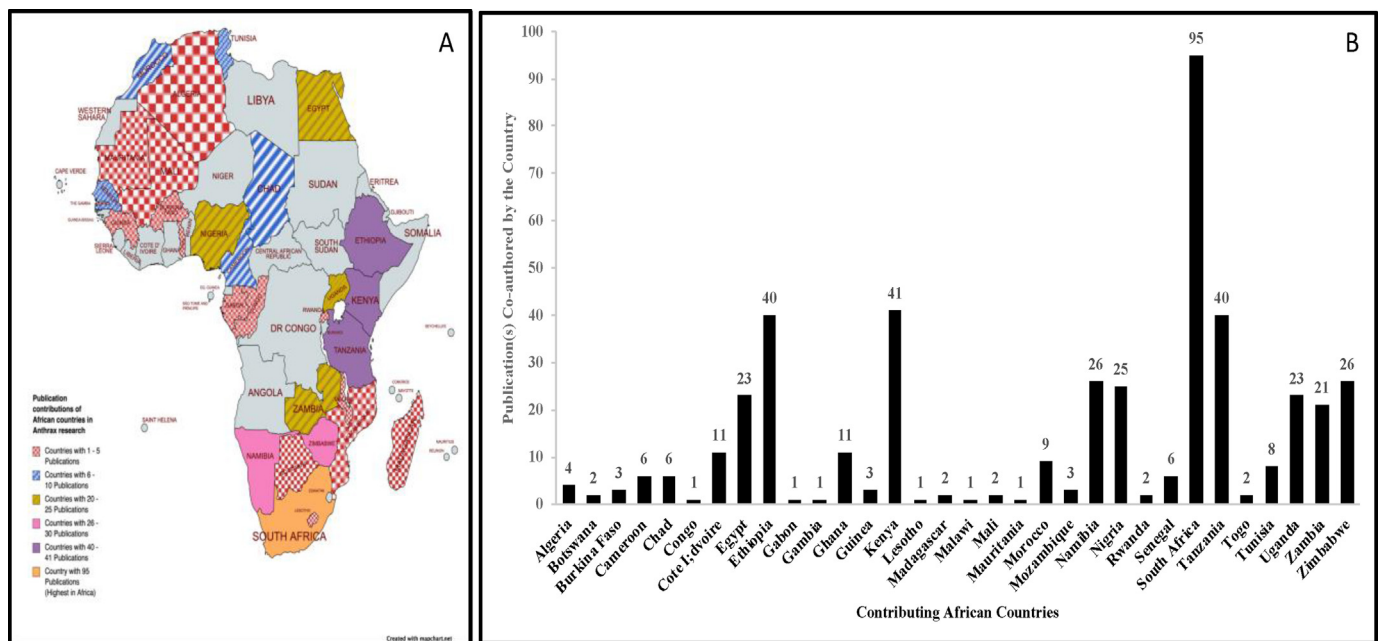 A
TUNISIA
MOROCCO
ALGERIA
LIBYA
EGYPT
WESTERN
SAHARA
MAURITANIA
MALI
NIGER
CHAD
SUDAN
ERITREA
CAPE VERDE
THE GAMBIA
DJIBOUTI
SOMALIA
ETHIOPIA
SOUTH
SUDAN
CENTRAL AFRICAN
REPUBLIC
NIGERIA
GHANA
COTE D'
IVOIRE
SIERRA
LEONE
GABON
RWANDA
UGANDA
KENYA
DR CONGO
TANZANIA
SEYCHELLES
COMOROS
ANGOLA
ZAMBIA
SAINT HELENA
NAMIBIA
ZIMBABWE
MAURITIUS
REUNION
LESOTHO
SOUTH AFRICA
Publication
contributions of
African countries in
Anthrax research
Countries with 1 - 5
Publications
Countries with 6 -
10 Publications
Countries with 20 -
25 Publications
Countries with 26 -
30 Publications
Countries with 40 -
41 Publications
Country with 95
Publications
(Highest in Africa)
Created with mapchart.net
B
Publication(s) Co-authored by the Country
100
90
80
70
60
50
40
30
20
10
0
4 2 3 6 6 1 11 23 40 1 1 11 3 41 1 2 1 2 1 9 3 26 25 2 6 95 40 2 8 23 21 26
Algeria
Botswana
Burkina Faso
Cameroon
Chad
Congo
Cote I;dvoire
Egypt
Ethiopia
Gabon
Gambia
Ghana
Guinea
Kenya
Lesotho
Madagascar
Malawi
Mali
Mauritania
Morocco
Mozambique
Namibia
Nigria
Rwanda
Senegal
South Africa
Tanzania
Togo
Tunisia
Uganda
Zambia
Zimbabwe
Contributing African Countries